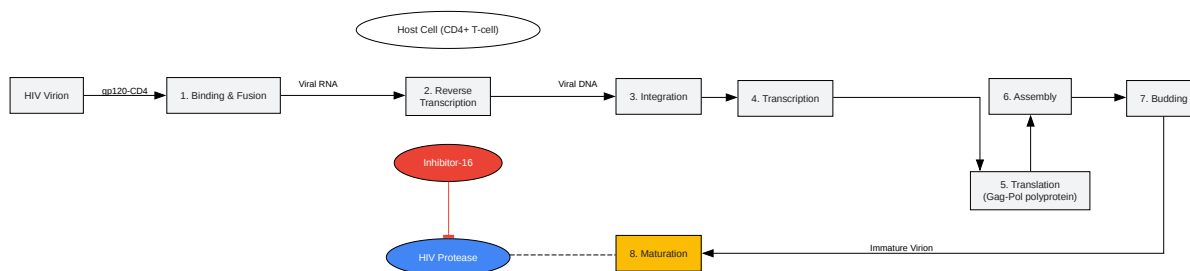 Host Cell (CD4+ T-cell)
HIV Virion
gp120-CD4
1. Binding & Fusion
Viral RNA
2. Reverse
Transcription
Viral DNA
3. Integration
4. Transcription
6. Assembly
7. Budding
Inhibitor-16
5. Translation
(Gag-Pol polyprotein)
HIV Protease
8. Maturation
Immature Virion